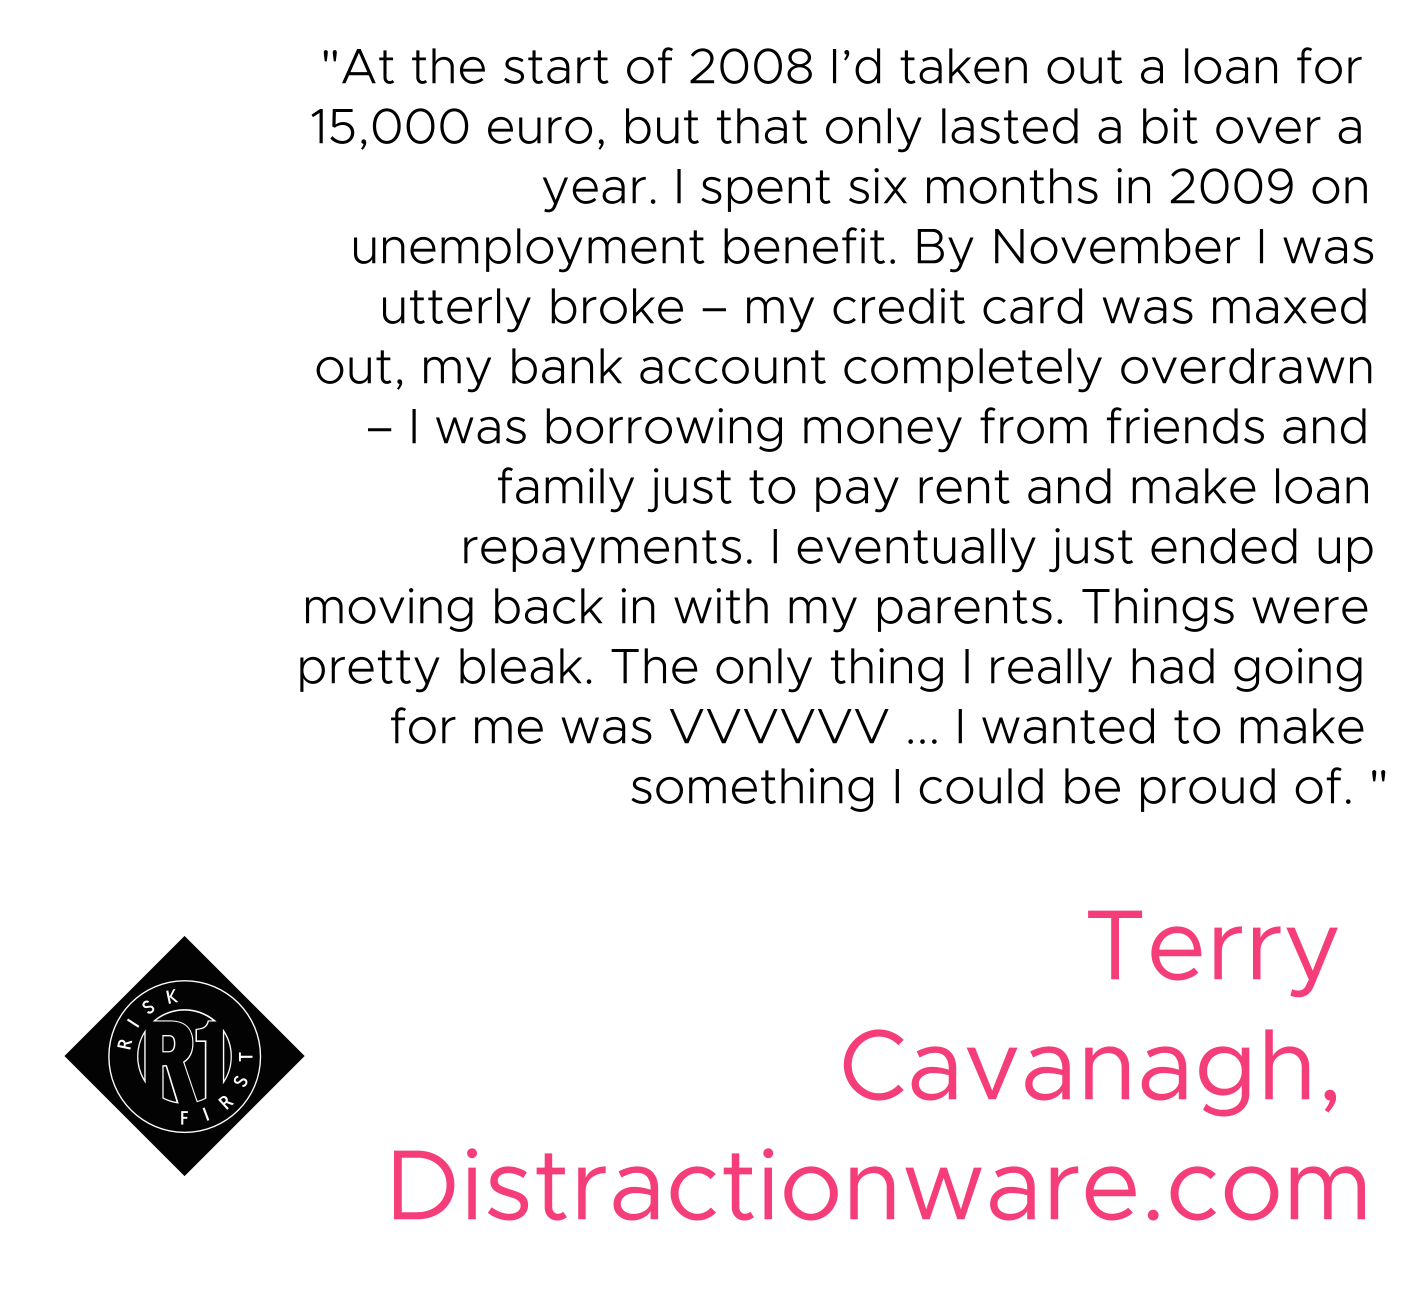 "At the start of 2008 I’d taken out a loan for
15,000 euro, but that only lasted a bit over a
year. I spent six months in 2009 on
unemployment benefit. By November I was
utterly broke – my credit card was maxed
out, my bank account completely overdrawn
– I was borrowing money from friends and
family just to pay rent and make loan
repayments. I eventually just ended up
moving back in with my parents. Things were
pretty bleak. The only thing I really had going
for me was VVVVVV ... I wanted to make
something I could be proud of. "
Terry
Cavanagh,
Distractionware.com
RISK
R1
FIRST